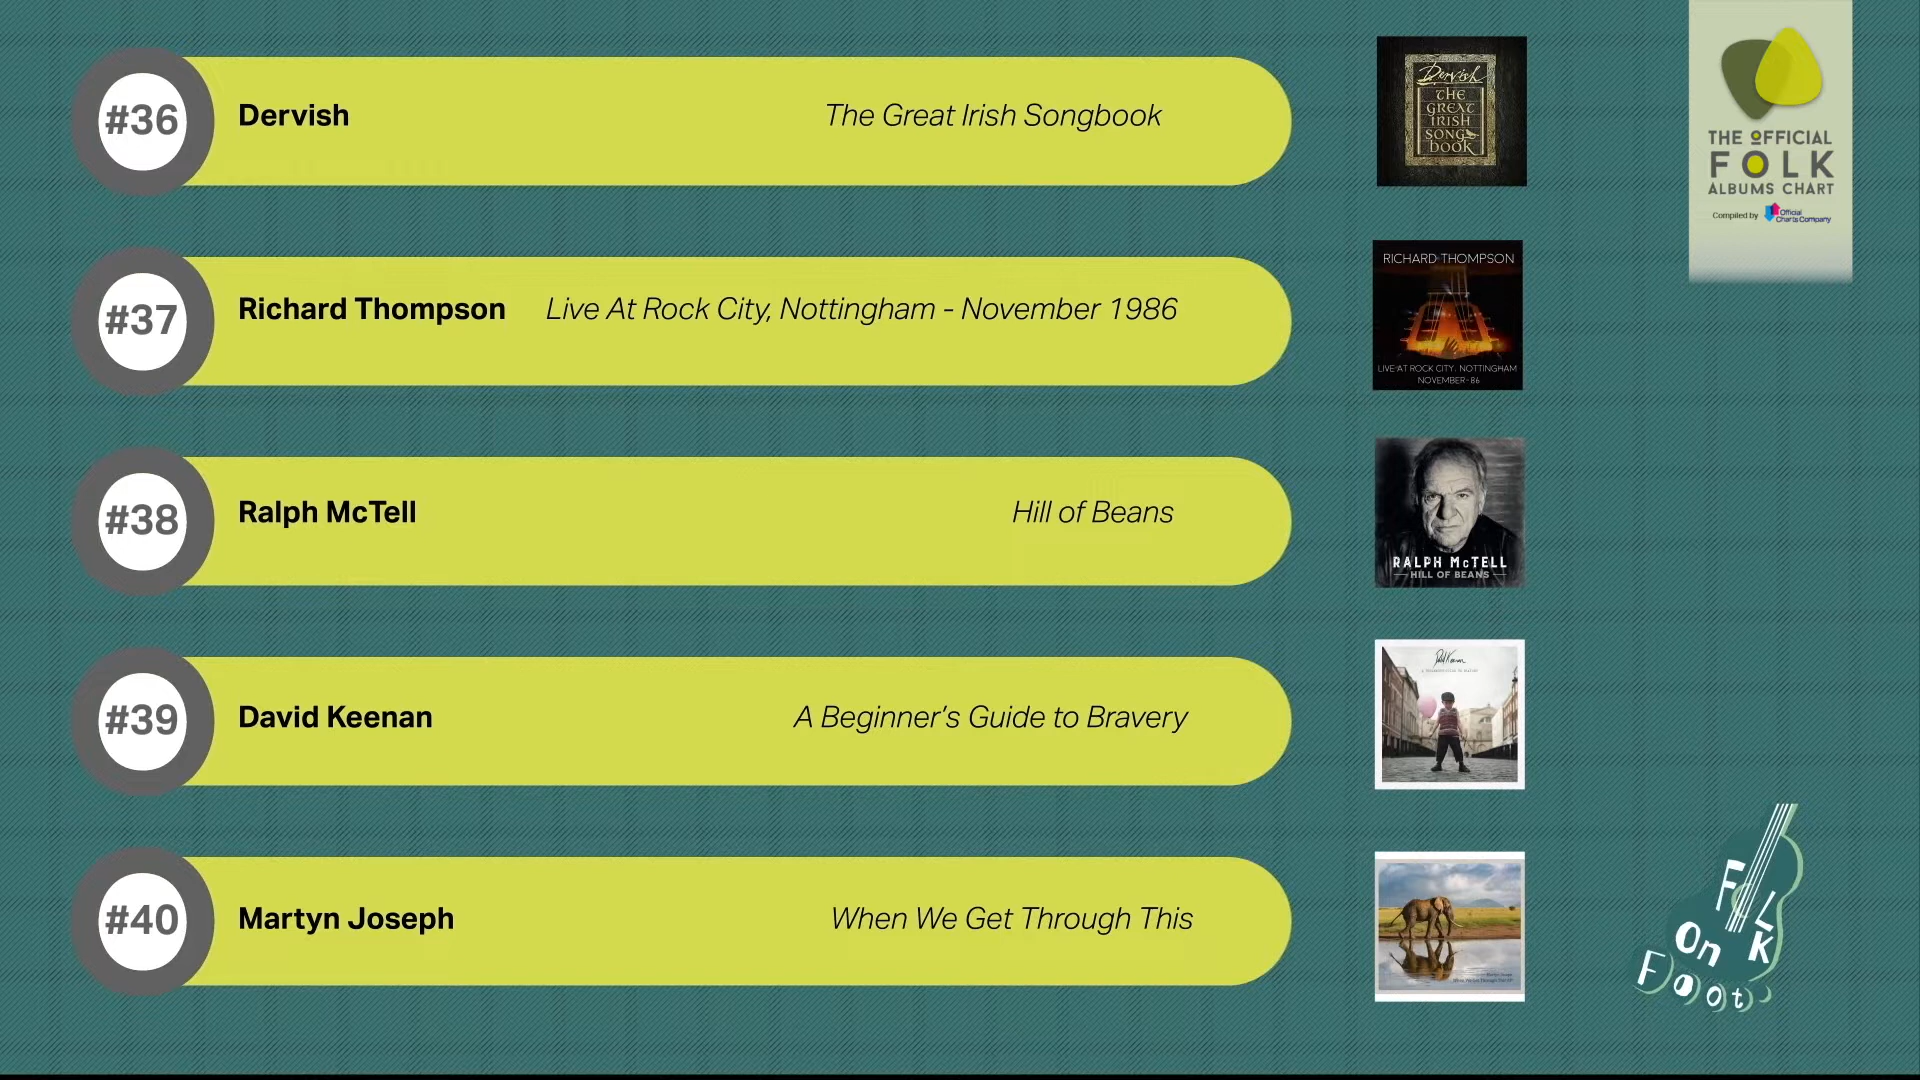 #36 Dervish The Great Irish Songbook
Dervish
THE
GREAT
IRISH
SONG
BOOK
THE OFFICIAL
FOLK
ALBUMS CHART
Compiled by Official Charts Company
#37 Richard Thompson Live At Rock City, Nottingham - November 1986
RICHARD THOMPSON
LIVE AT ROCK CITY, NOTTINGHAM
NOVEMBER-86
#38 Ralph McTell Hill of Beans
RALPH McTELL
HILL OF BEANS
#39 David Keenan A Beginner's Guide to Bravery
#40 Martyn Joseph When We Get Through This
FOLK
On
Foot